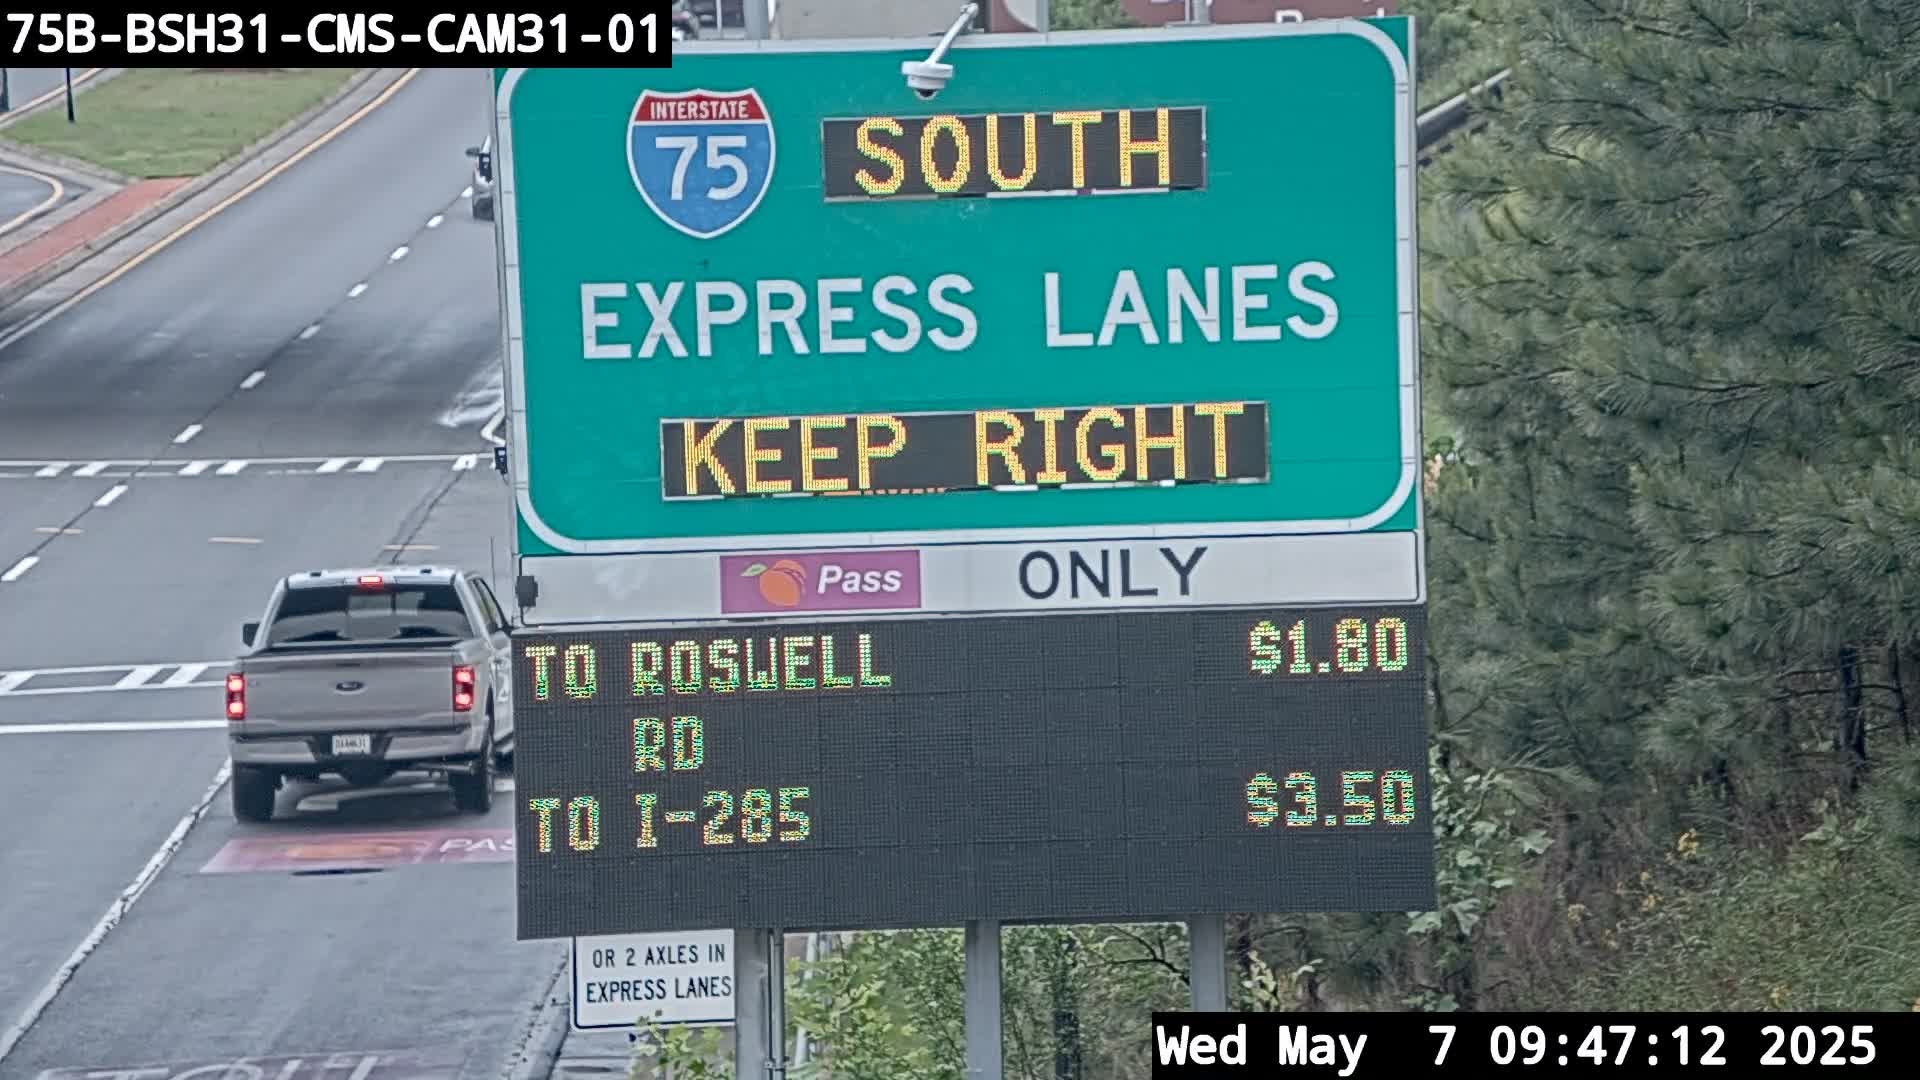 75B-BSH31-CMS-CAM31-01
INTERSTATE
75
SOUTH
EXPRESS LANES
KEEP RIGHT
Pass ONLY
TO ROSWELL $1.80
RD
TO I-285 $3.50
OR 2 AXLES IN
EXPRESS LANES
Wed May 7 09:47:12 2025